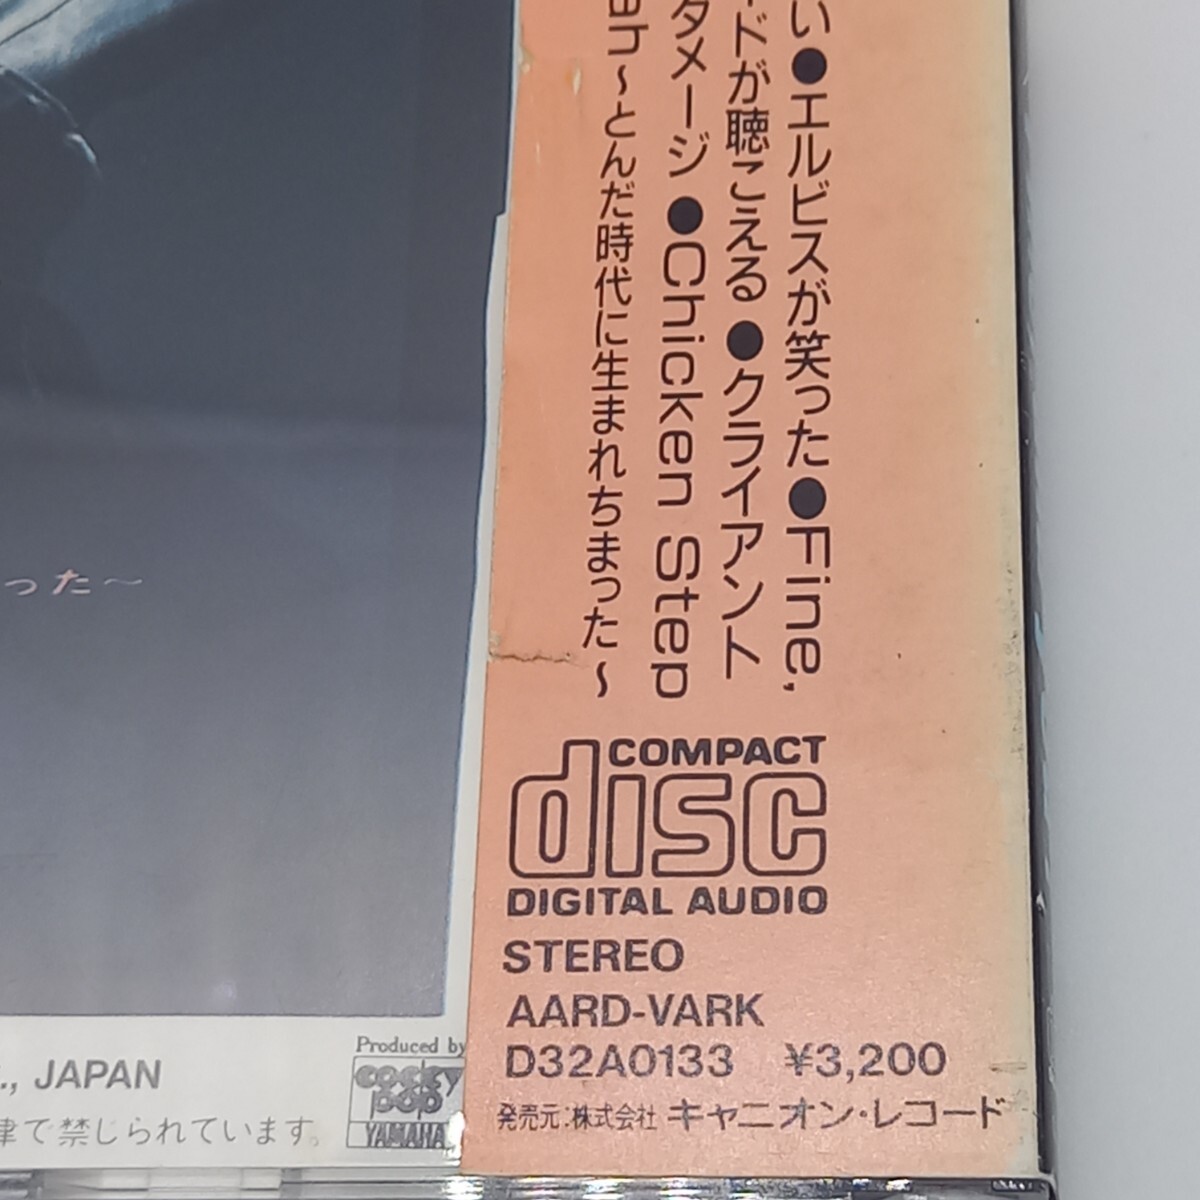 い●エルビスが笑った●Fine,
ドが聴こえる●クライアント
ダメージ●Chicken Step
ah～とんだ時代に生まれちまった～
った～
COMPACT
disc
DIGITAL AUDIO
STEREO
AARD-VARK
D32A0133 ¥3,200
発売元:株式会社 キャニオン・レコード
., JAPAN
Produced by
cocky
pop
YAMAHA
律で禁じられています。